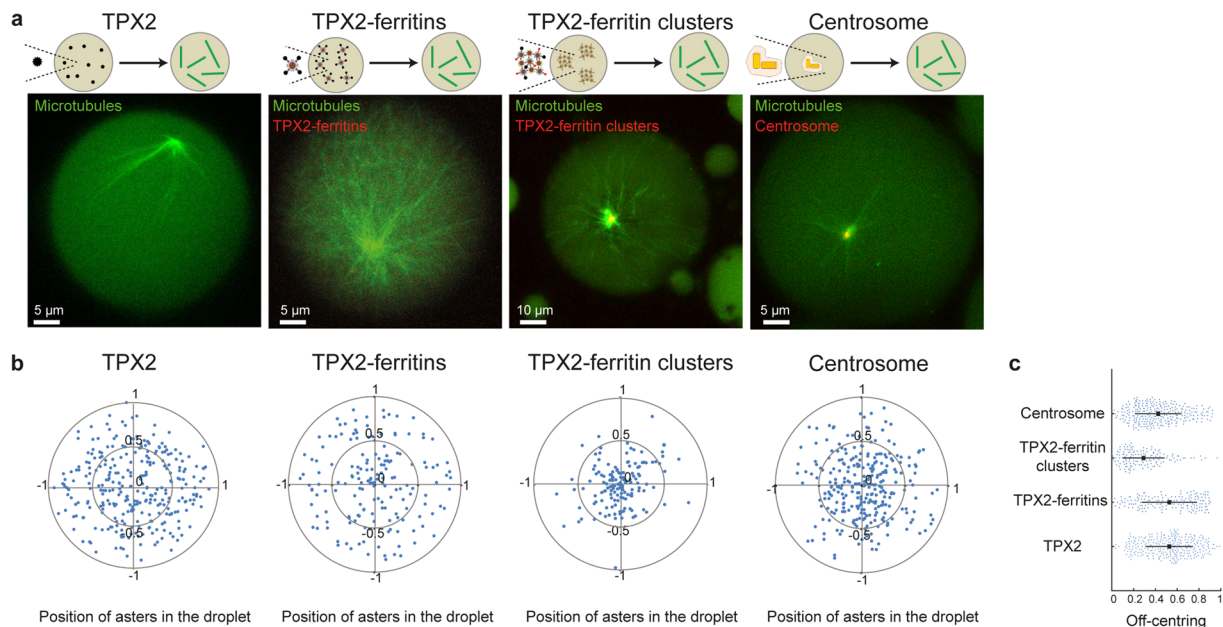 a
TPX2
TPX2-ferritins
TPX2-ferritin clusters
Centrosome
Microtubules
5 µm
Microtubules
TPX2-ferritins
5 µm
Microtubules
TPX2-ferritin clusters
10 µm
Microtubules
Centrosome
5 µm
b
TPX2
1
0.5
0
-1
1
-0.5
-1
Position of asters in the droplet
TPX2-ferritins
1
0.5
0
-1
1
-0.5
-1
Position of asters in the droplet
TPX2-ferritin clusters
1
0.5
0
-1
1
-0.5
-1
Position of asters in the droplet
Centrosome
1
0.5
0
-1
1
-0.5
-1
Position of asters in the droplet
c
Centrosome
TPX2-ferritin
clusters
TPX2-ferritins
TPX2
0 0.2 0.4 0.6 0.8 1
Off-centring